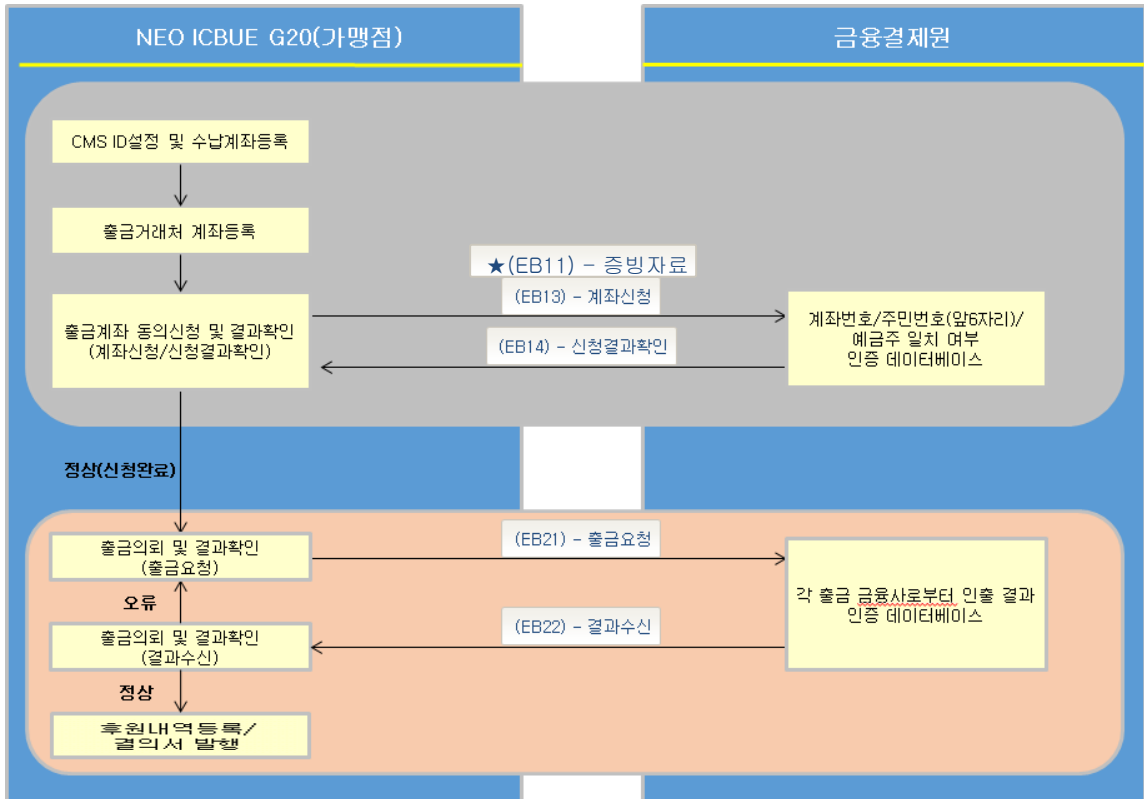 NEO ICBUE G20(가맹점)
금융결제원
CMS ID설정 및 수납계좌등록
출금거래처 계좌등록
★(EB11) - 증빙자료
(EB13) - 계좌신청
출금계좌 동의신청 및 결과확인
(계좌신청/신청결과확인)
(EB14) - 신청결과확인
계좌번호/주민번호(앞6자리)/
예금주 일치 여부
인증 데이터베이스
정상(신청완료)
(EB21) - 출금요청
출금의뢰 및 결과확인
(출금요청)
각 출금 금융사로부터 인출 결과
인증 데이터베이스
오류
(EB22) - 결과수신
출금의뢰 및 결과확인
(결과수신)
정상
후원내역등록/
결의서 발행